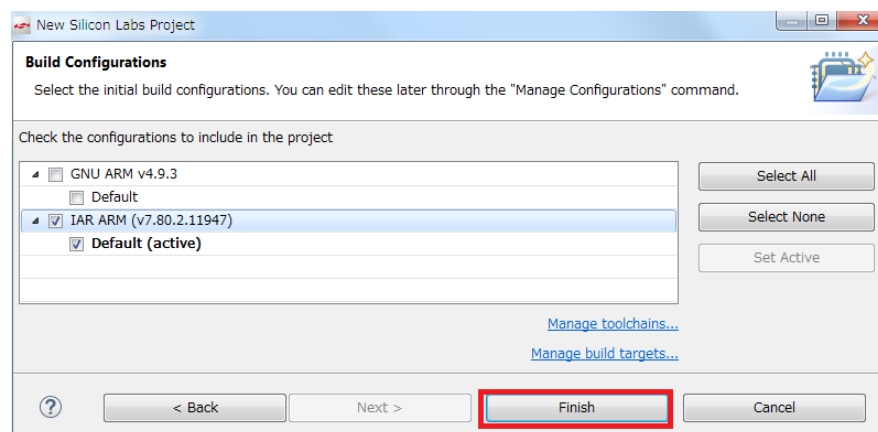 New Silicon Labs Project
Build Configurations
Select the initial build configurations. You can edit these later through the "Manage Configurations" command.
Check the configurations to include in the project
GNU ARM v4.9.3
Default
IAR ARM (v7.80.2.11947)
Default (active)
Select All
Select None
Set Active
Manage toolchains...
Manage build targets...
?
< Back
Next >
Finish
Cancel